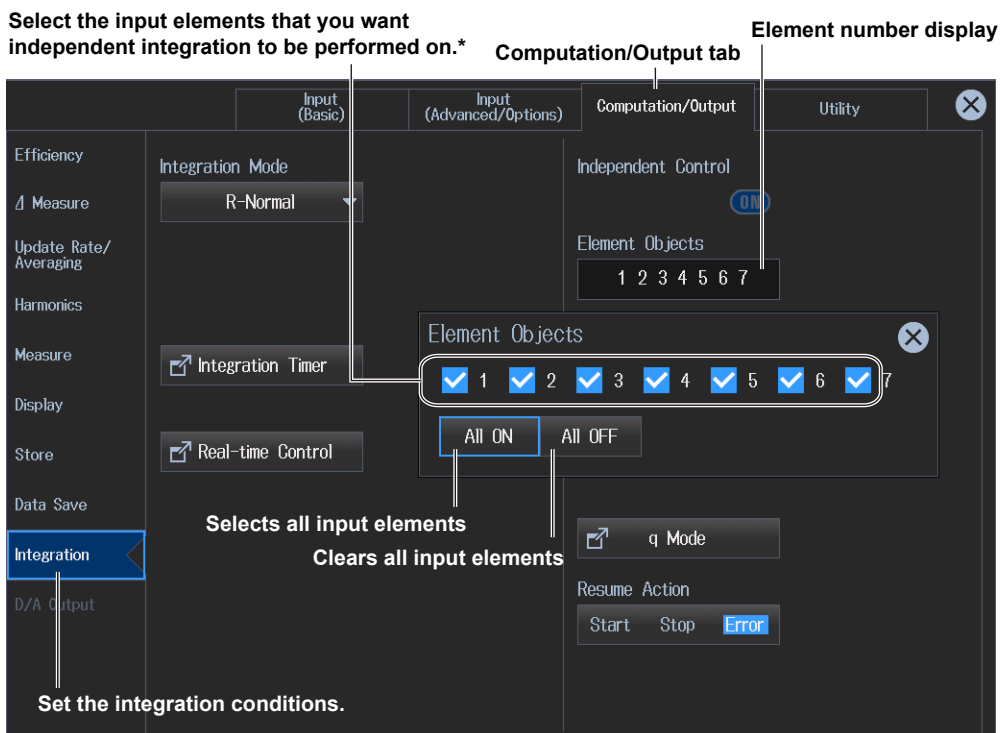 Select the input elements that you want
independent integration to be performed on.*
Computation/Output tab
Element number display
Input
(Basic)
Input
(Advanced/Options)
Computation/Output
Utility
Efficiency
⊿ Measure
Update Rate/
Averaging
Harmonics
Measure
Display
Store
Data Save
Integration
D/A Output
Integration Mode
R-Normal
Integration Timer
Real-time Control
Independent Control
ON
Element Objects
1 2 3 4 5 6 7
Element Objects
1 2 3 4 5 6 7
All ON All OFF
Selects all input elements
Clears all input elements
q Mode
Resume Action
Start Stop Error
Set the integration conditions.